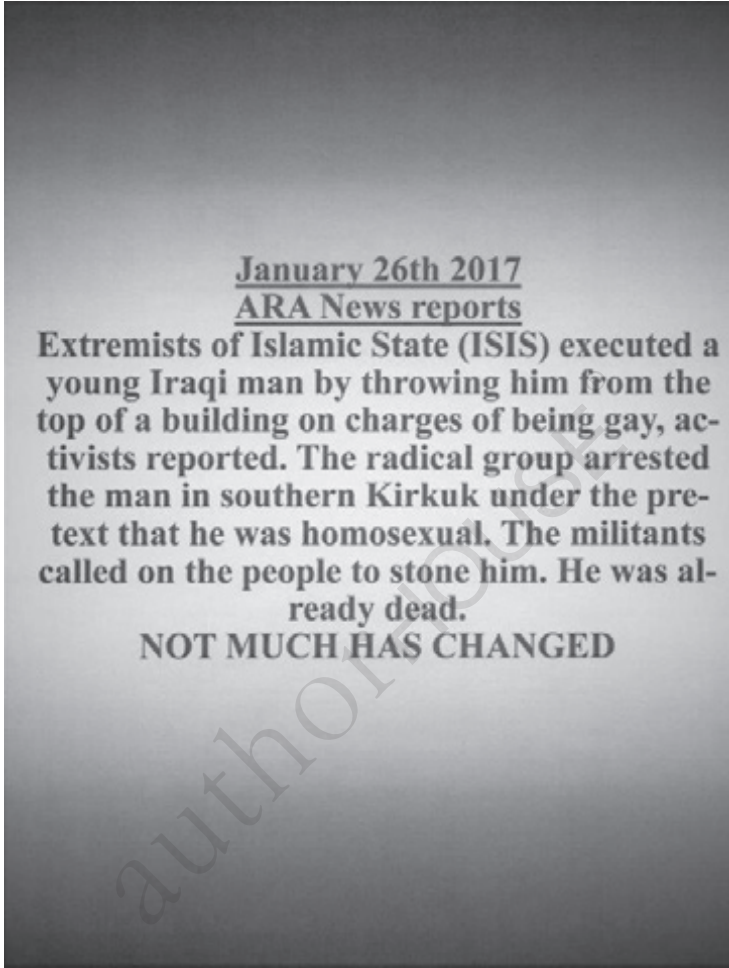 January 26th 2017
ARA News reports
Extremists of Islamic State (ISIS) executed a
young Iraqi man by throwing him from the
top of a building on charges of being gay, ac-
tivists reported. The radical group arrested
the man in southern Kirkuk under the pre-
text that he was homosexual. The militants
called on the people to stone him. He was al-
ready dead.
NOT MUCH HAS CHANGED
authorHOUSE